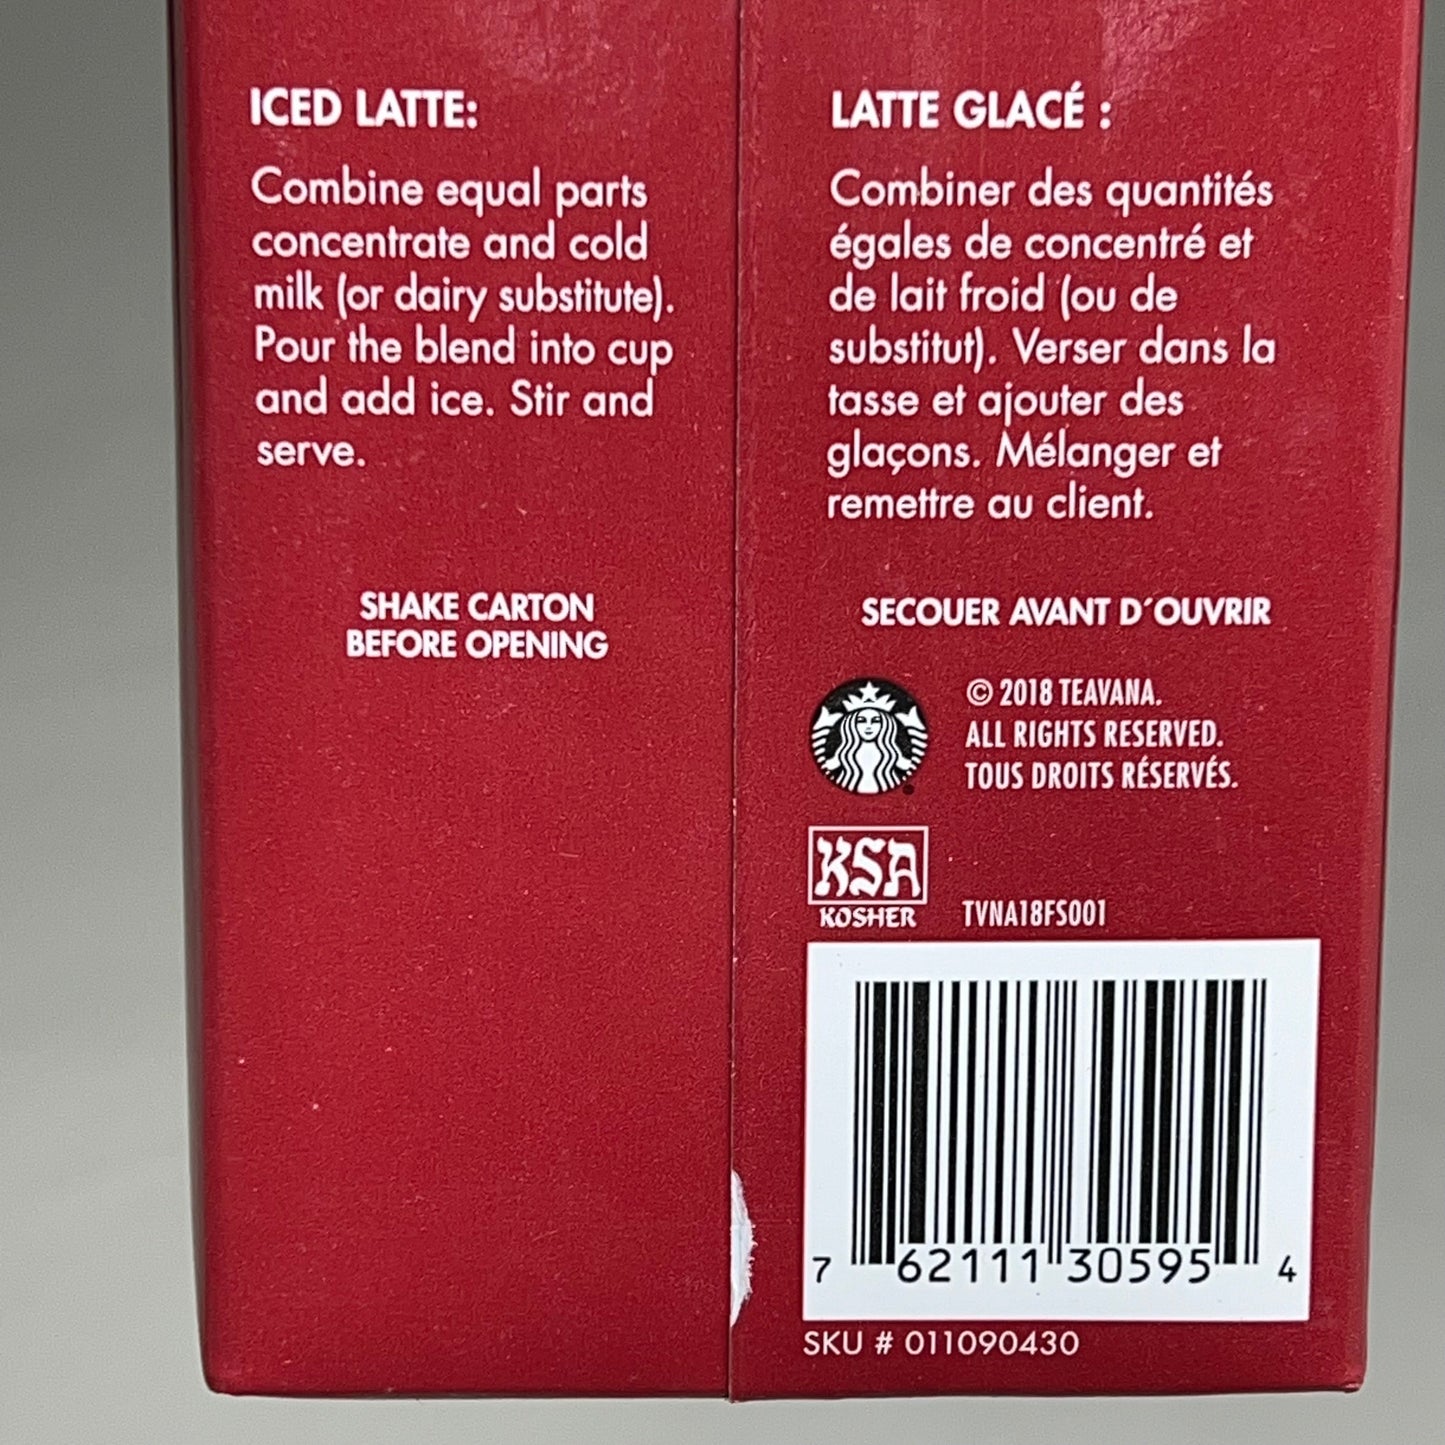 ICED LATTE:
Combine equal parts
concentrate and cold
milk (or dairy substitute).
Pour the blend into cup
and add ice. Stir and
serve.
SHAKE CARTON
BEFORE OPENING
LATTE GLACÉ :
Combiner des quantités
égales de concentré et
de lait froid (ou de
substitut). Verser dans la
tasse et ajouter des
glaçons. Mélanger et
remettre au client.
SECOUER AVANT D´OUVRIR
© 2018 TEAVANA.
ALL RIGHTS RESERVED.
TOUS DROITS RÉSERVÉS.
KSA
KOSHER
TVNA18FS001
7 62111 30595 4
SKU # 011090430